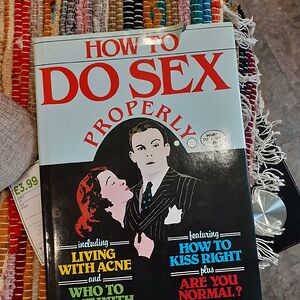 HOW TO
DO SEX
PROPERLY
including
LIVING
WITH ACNE
and
WHO TO
featuring
HOW TO
KISS RIGHT
plus
ARE YOU
NORMAL?
£3.99